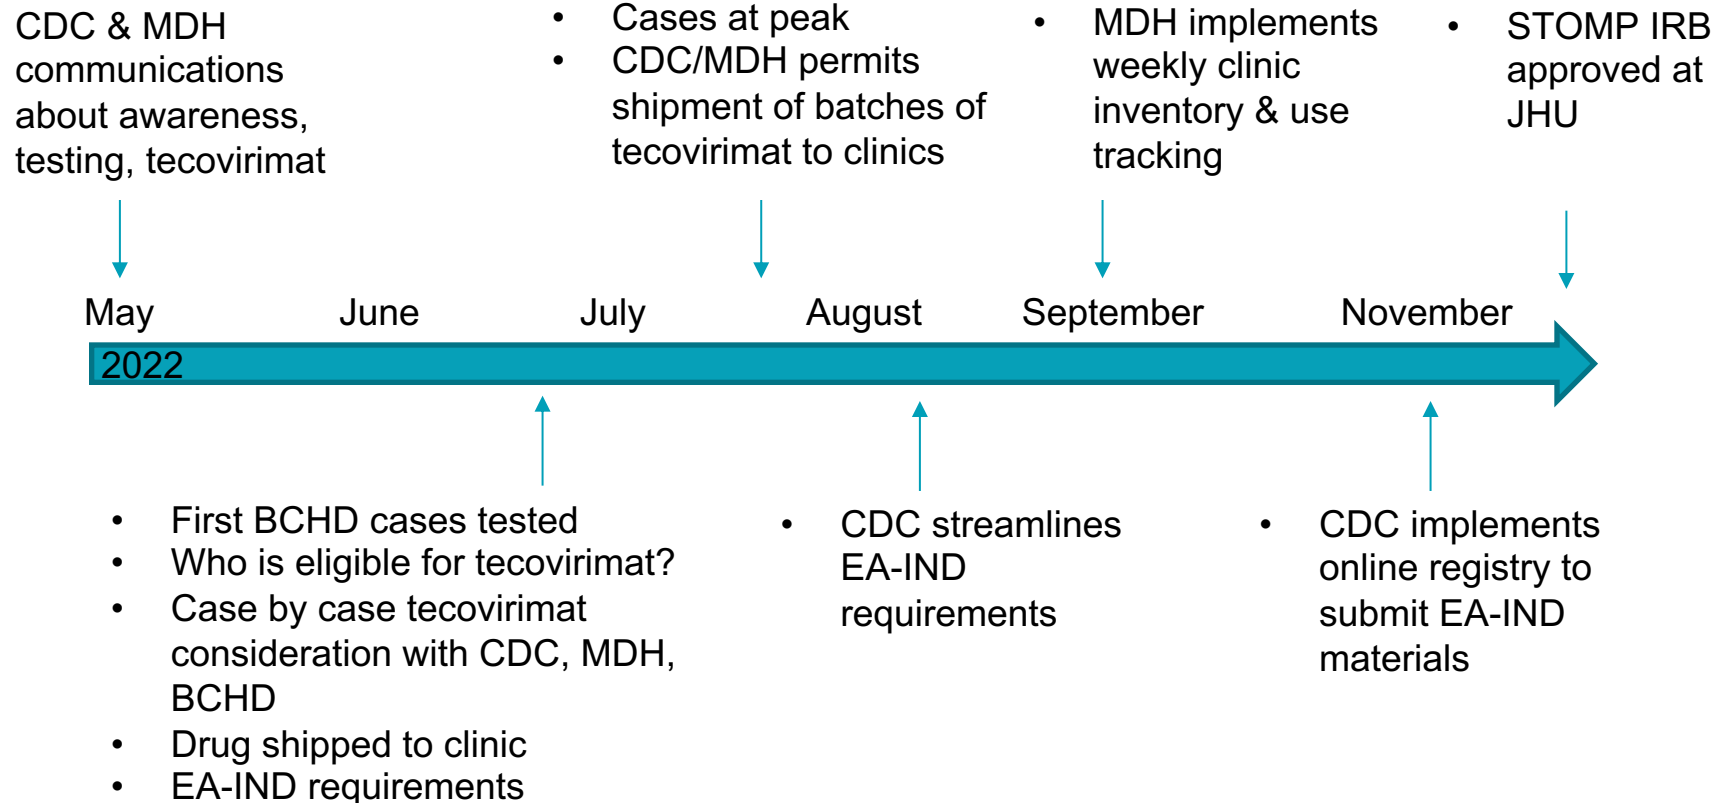 CDC & MDH
communications
about awareness,
testing, tecovirimat
• Cases at peak
• CDC/MDH permits
shipment of batches of
tecovirimat to clinics
• MDH implements
weekly clinic
inventory & use
tracking
• STOMP IRB
approved at
JHU
May June July August September November
2022
• First BCHD cases tested
• Who is eligible for tecovirimat?
• Case by case tecovirimat
consideration with CDC, MDH,
BCHD
• Drug shipped to clinic
• EA-IND requirements
• CDC streamlines
EA-IND
requirements
• CDC implements
online registry to
submit EA-IND
materials